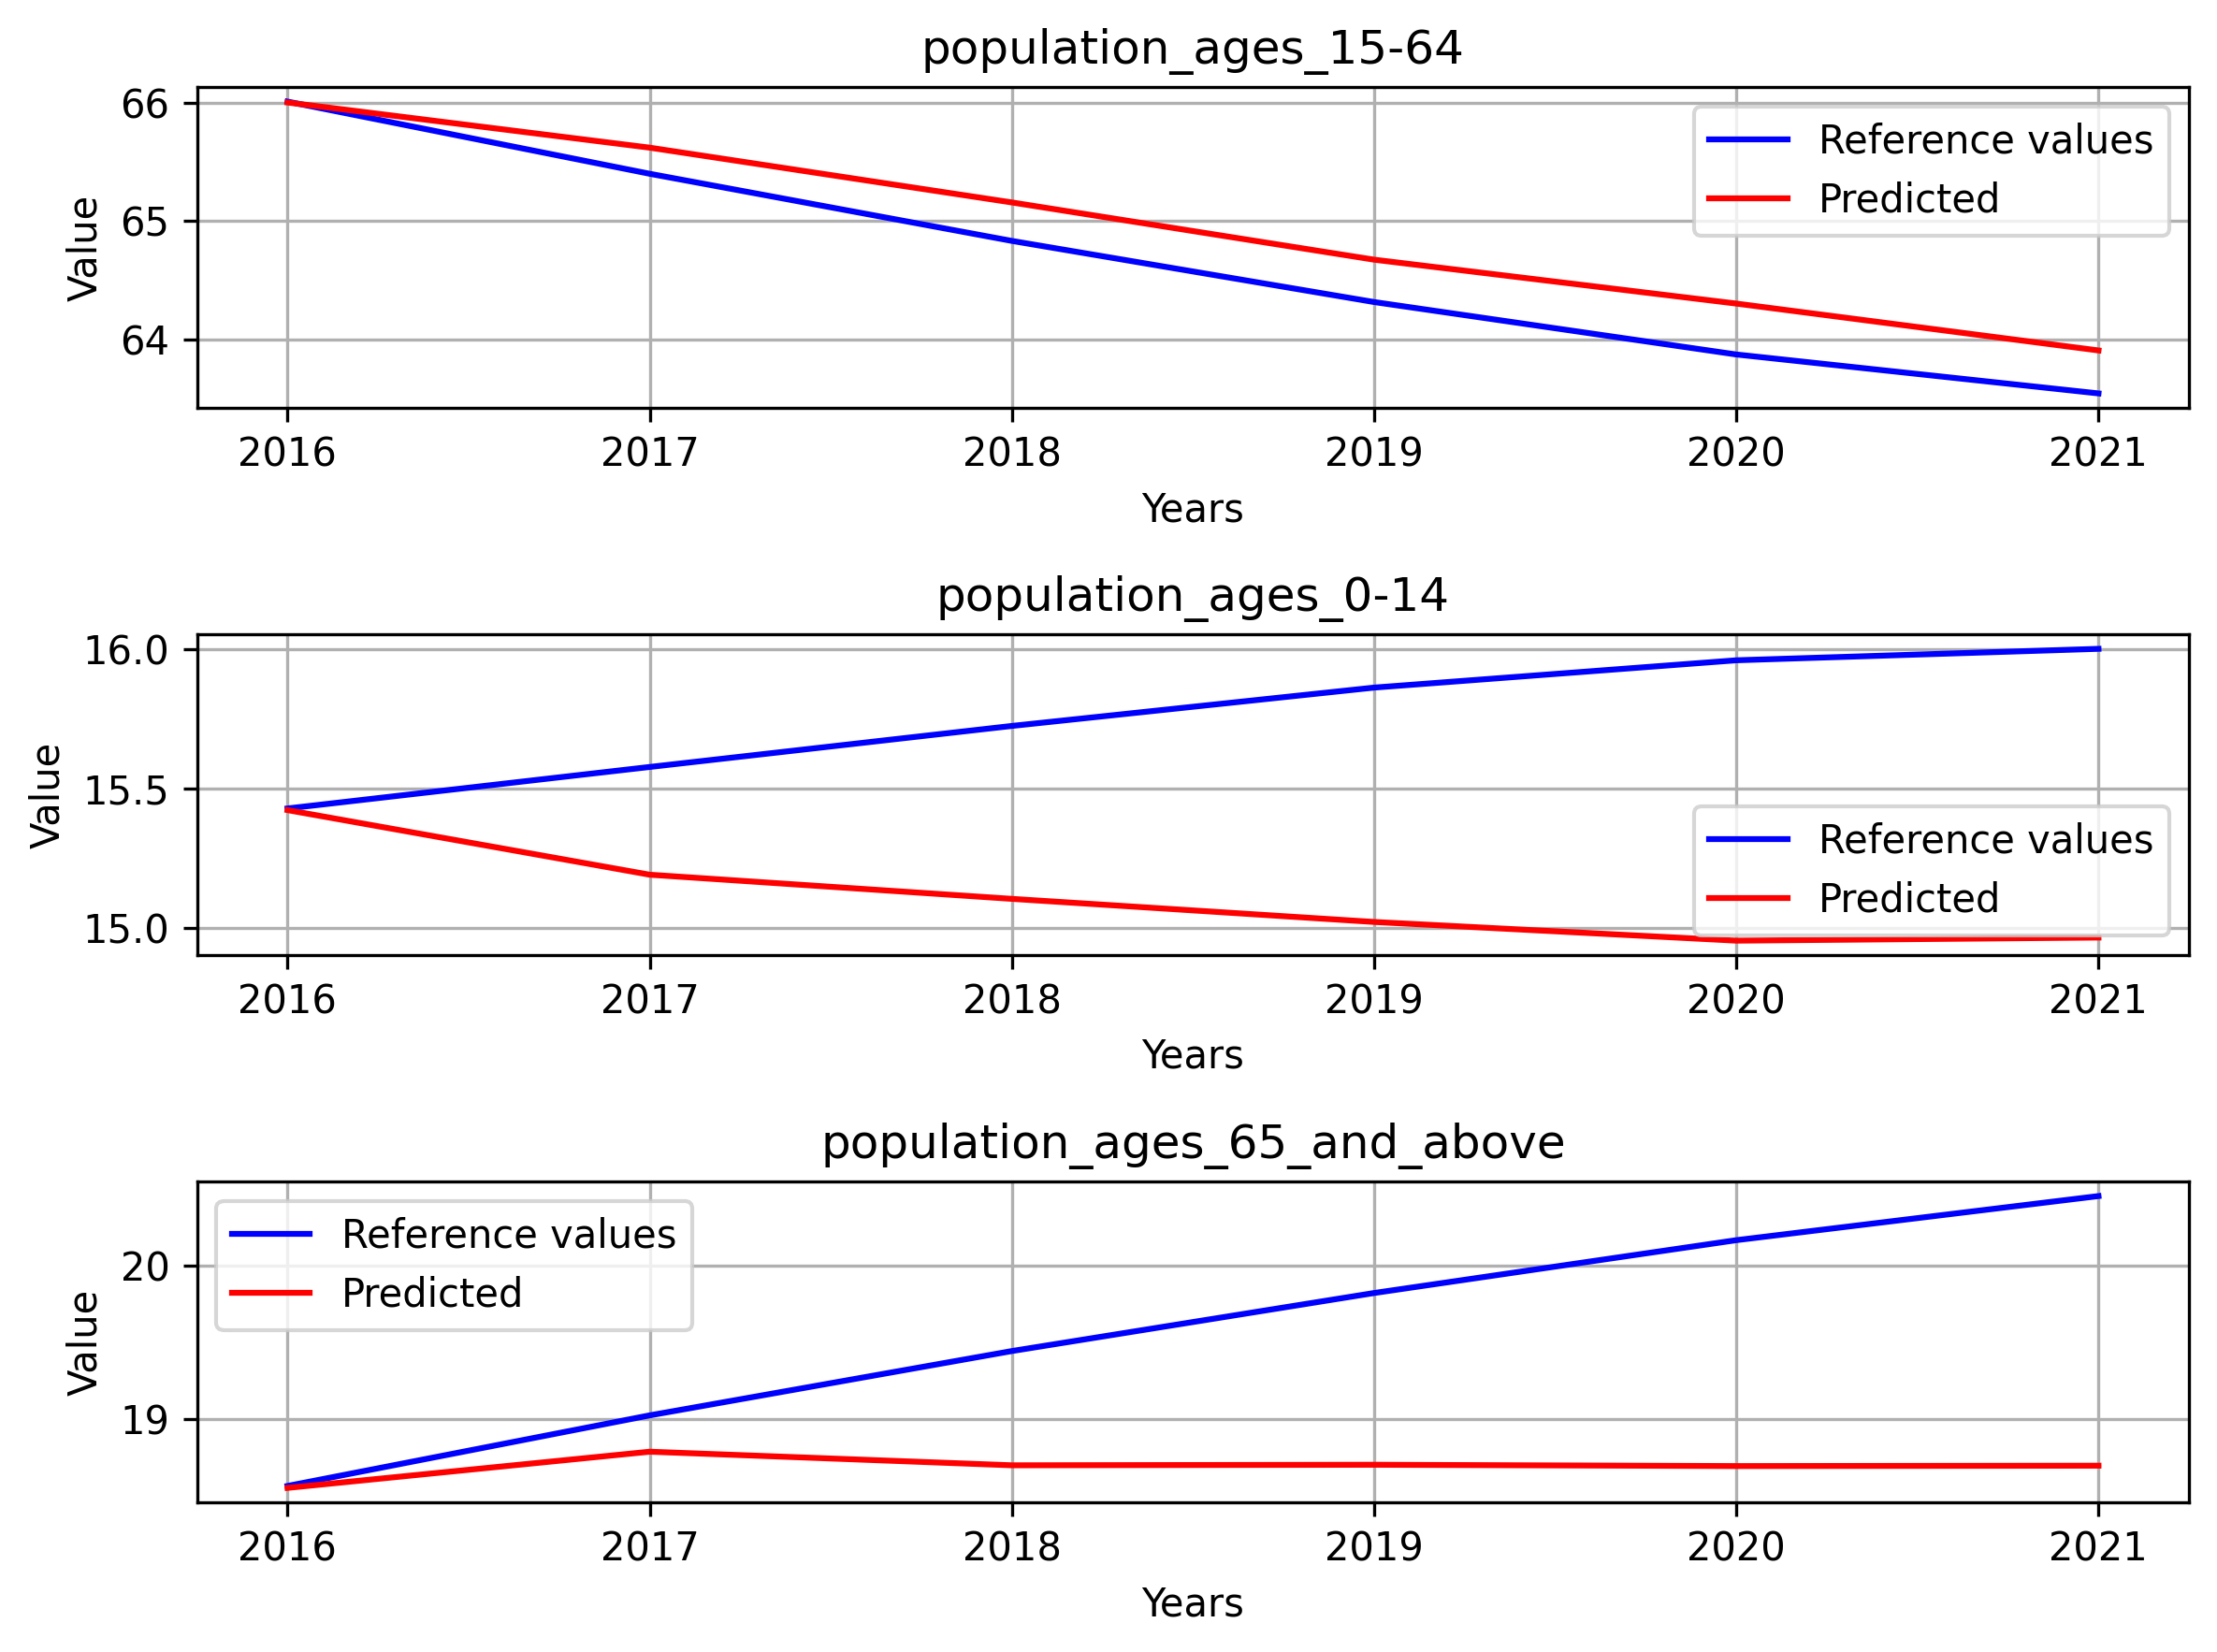 population_ages_15-64
66
65
64
Value
Reference values
Predicted
2016 2017 2018 2019 2020 2021
Years
population_ages_0-14
16.0
15.5
15.0
Value
Reference values
Predicted
2016 2017 2018 2019 2020 2021
Years
population_ages_65_and_above
20
19
Value
Reference values
Predicted
2016 2017 2018 2019 2020 2021
Years